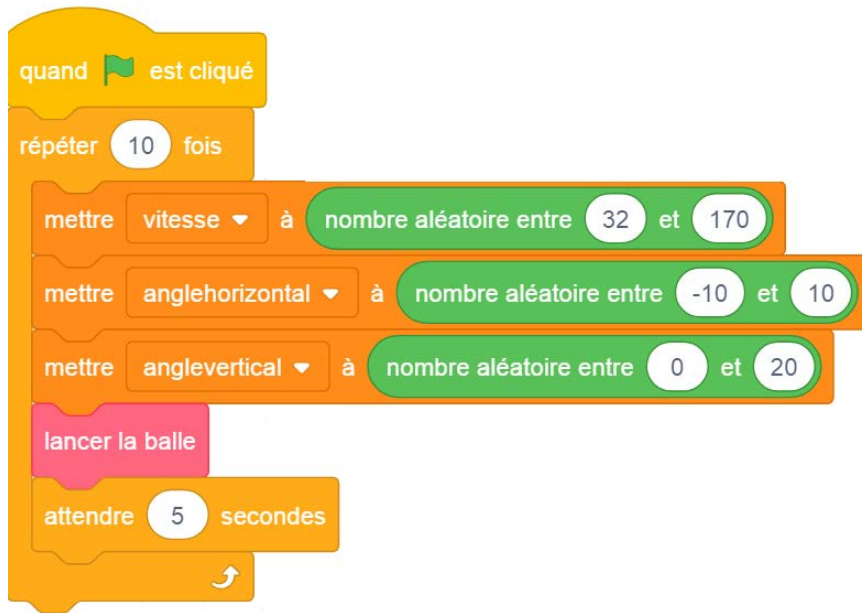 quand est cliqué
répéter 10 fois
mettre vitesse à nombre aléatoire entre 32 et 170
mettre anglehorizontal à nombre aléatoire entre -10 et 10
mettre anglevertical à nombre aléatoire entre 0 et 20
lancer la balle
attendre 5 secondes